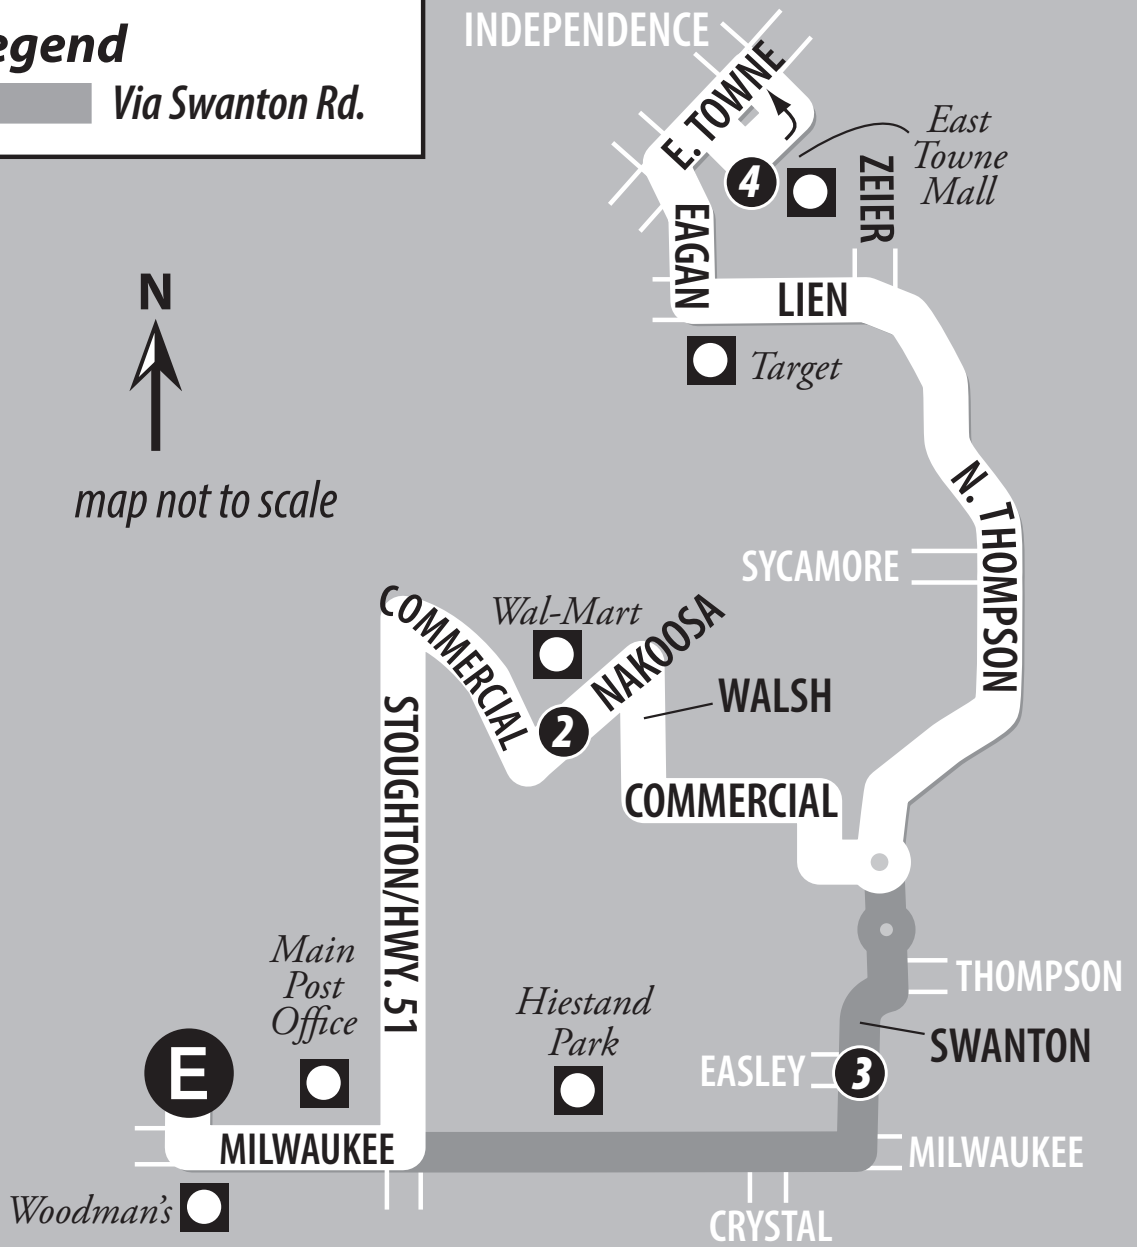 egend
Via Swanton Rd.
INDEPENDENCE
E. TOWNE
East
Towne
Mall
4
ZEIER
EAGAN
LIEN
N
Target
map not to scale
N. THOMPSON
SYCAMORE
COMMERCIAL
Wal-Mart
NAKOOSA
WALSH
2
STOUGHTON/HWY. 51
COMMERCIAL
Main
Post
Office
THOMPSON
Hiestand
Park
SWANTON
E
EASLEY
3
MILWAUKEE
MILWAUKEE
Woodman's
CRYSTAL